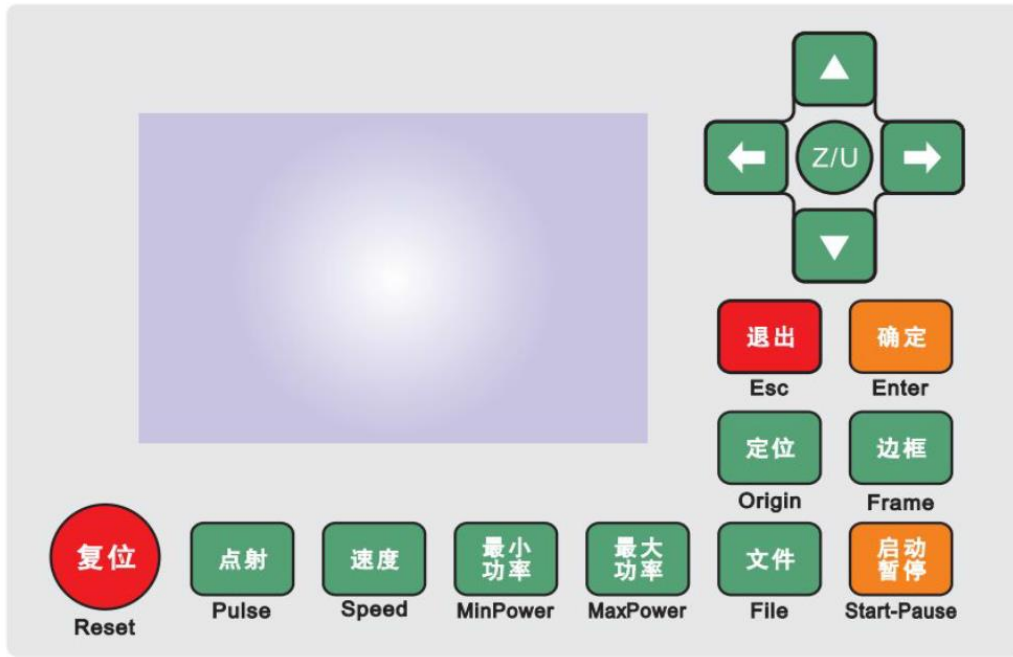 Z/U
退出
确定
Esc
Enter
定位
边框
Origin
Frame
复位
点射
速度
最小
功率
最大
功率
文件
启动
暂停
Reset
Pulse
Speed
MinPower
MaxPower
File
Start-Pause